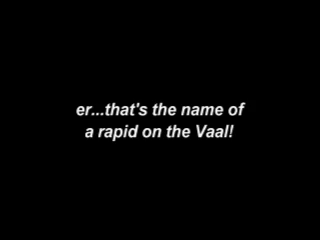 er...that's the name of
a rapid on the Vaal!